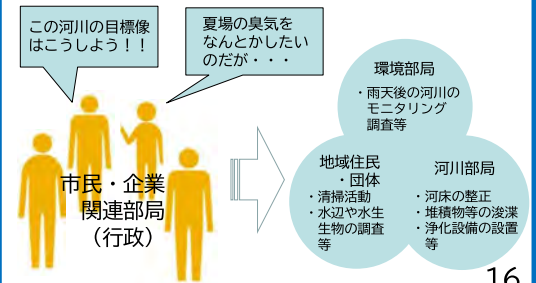 この河川の目標像
はこうしよう！！
夏場の臭気を
なんとかしたい
のだが・・・
市民・企業
関連部局
（行政）
環境部局
・雨天後の河川の
モニタリング
調査等
地域住民
・団体
・清掃活動
・水辺や水生
生物の調査
等
河川部局
・河床の整正
・堆積物等の浚渫
・浄化設備の設置
等
16